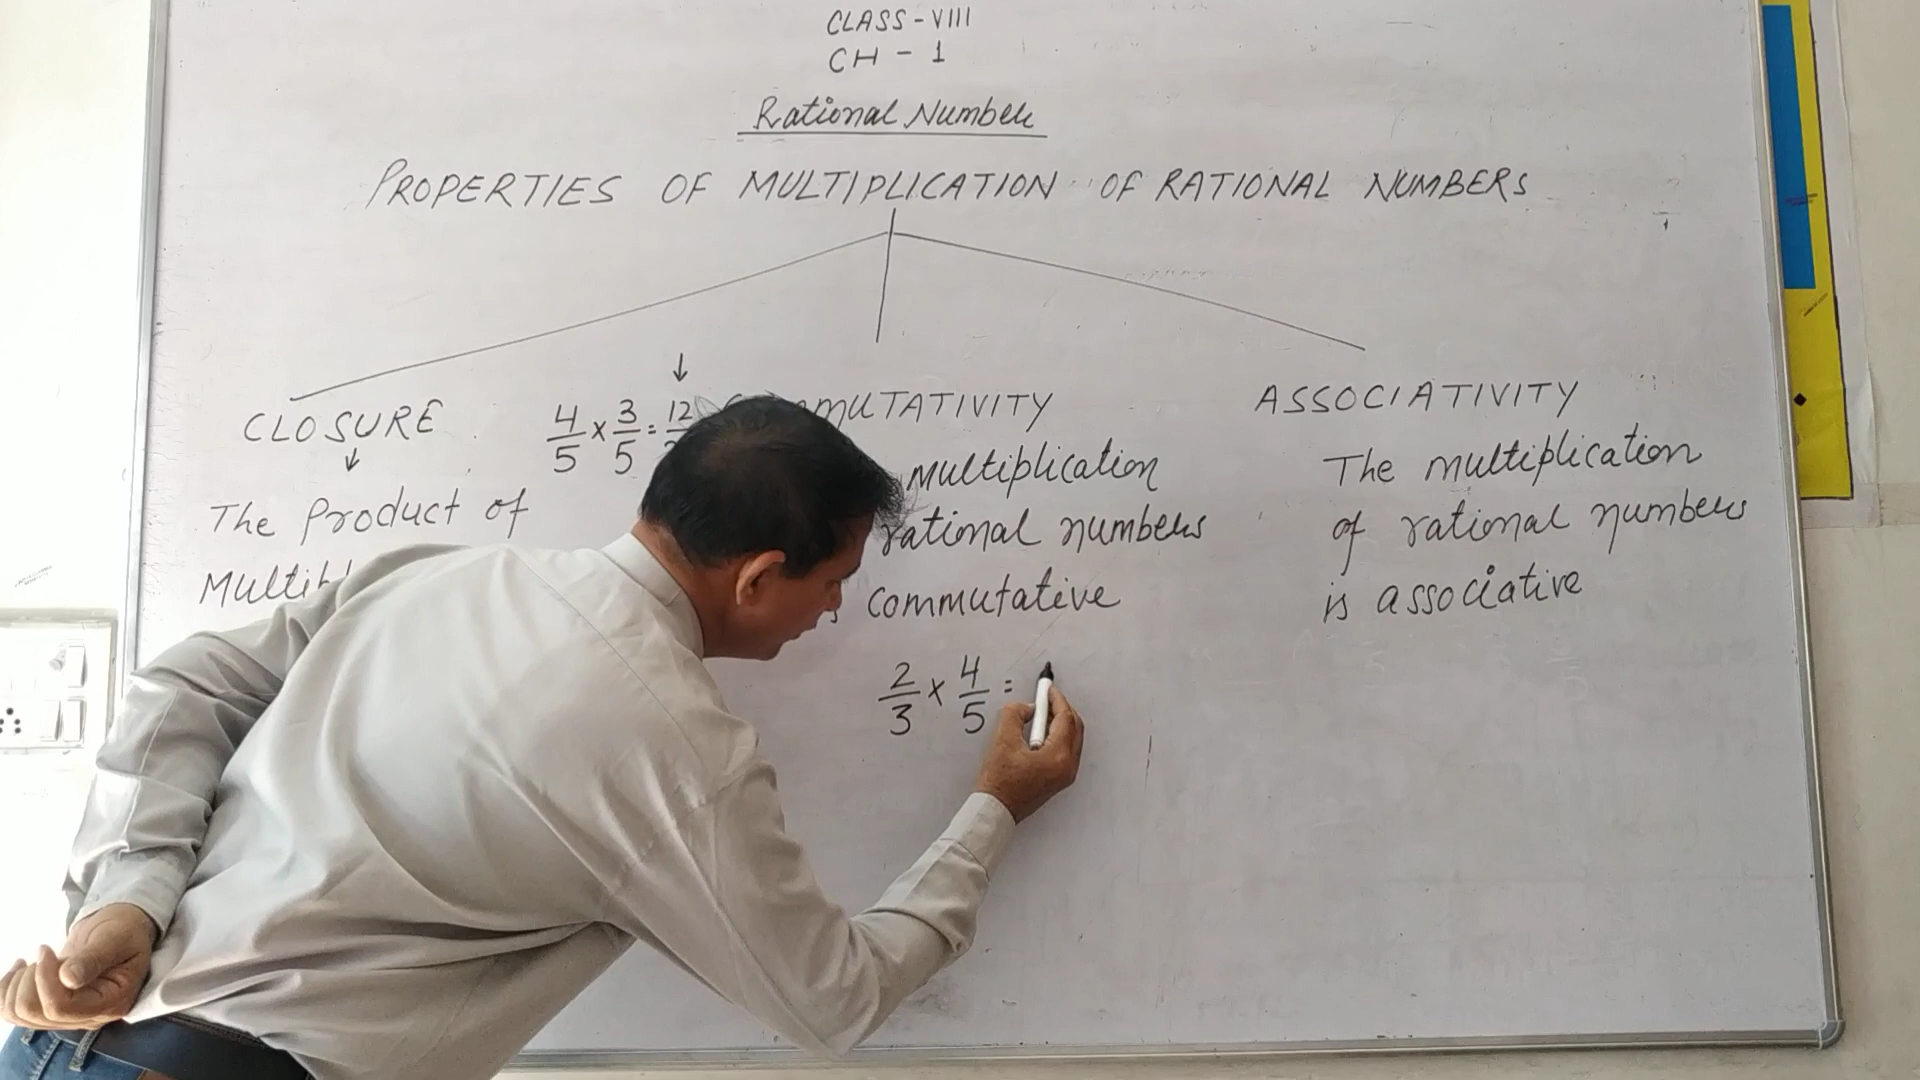 CLASS-VIII
CH - 1
Rational Number
PROPERTIES OF MULTIPLICATION OF RATIONAL NUMBERS
CLOSURE
↓
The Product of
4/5 × 3/5 = 12
↓
MUTATIVITY
Multiplication
rational numbers
commutative
2/3 × 4/5 =
ASSOCIATIVITY
The multiplication
of rational numbers
is associative